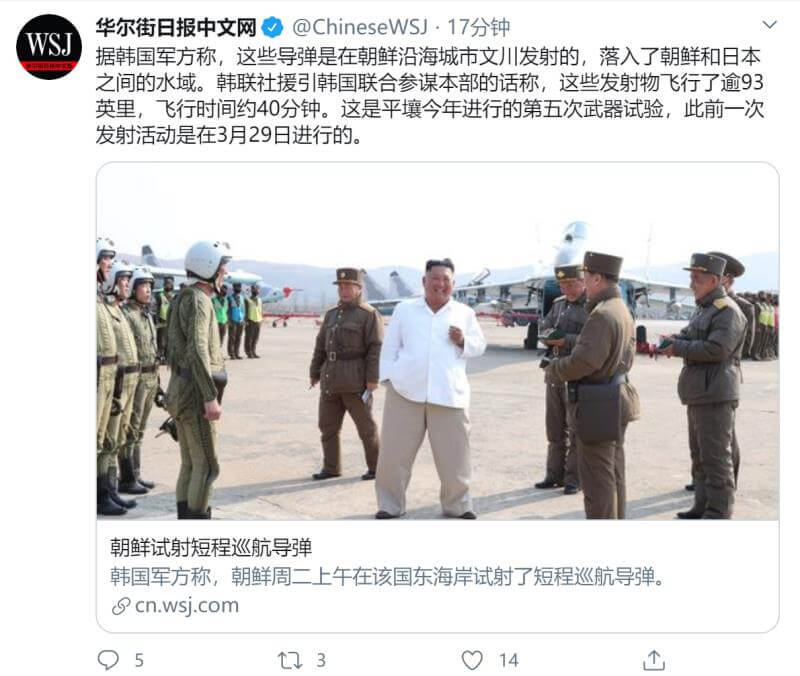 WSJ
华尔街日报中文网
华尔街日报中文网 @ChineseWSJ · 17分钟
据韩国军方称，这些导弹是在朝鲜沿海城市文川发射的，落入了朝鲜和日本
之间的水域。韩联社援引韩国联合参谋本部的话称，这些发射物飞行了逾93
英里，飞行时间约40分钟。这是平壤今年进行的第五次武器试验，此前一次
发射活动是在3月29日进行的。
朝鲜试射短程巡航导弹
韩国军方称，朝鲜周二上午在该国东海岸试射了短程巡航导弹。
cn.wsj.com
5 3 14